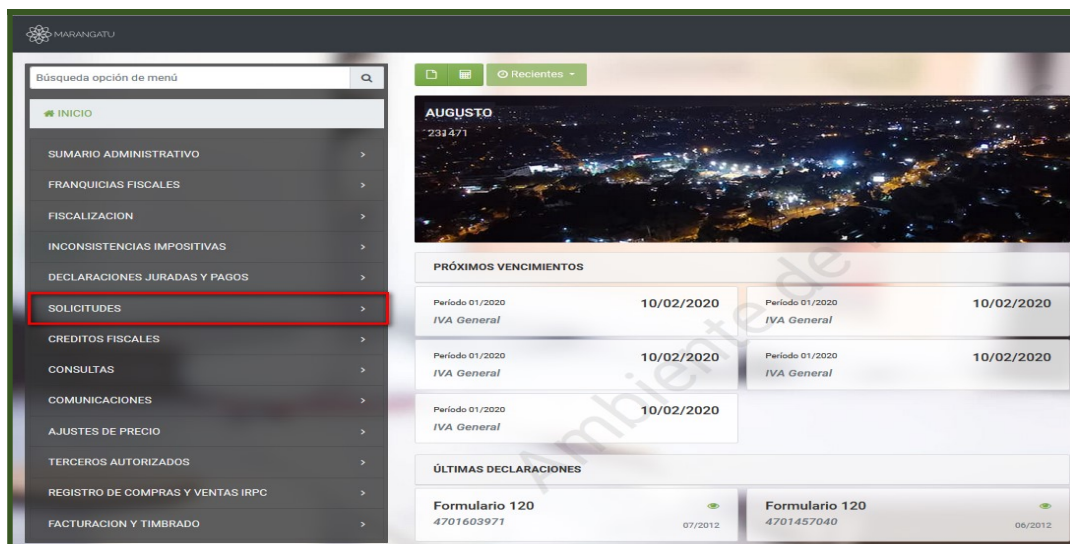 MARANGATU
Búsqueda opción de menú
INICIO
SUMARIO ADMINISTRATIVO
FRANQUICIAS FISCALES
FISCALIZACION
INCONSISTENCIAS IMPOSITIVAS
DECLARACIONES JURADAS Y PAGOS
SOLICITUDES
CREDITOS FISCALES
CONSULTAS
COMUNICACIONES
AJUSTES DE PRECIO
TERCEROS AUTORIZADOS
REGISTRO DE COMPRAS Y VENTAS IRPC
FACTURACION Y TIMBRADO
Recientes
AUGUSTO
231471
PRÓXIMOS VENCIMIENTOS
Período 01/2020 10/02/2020
IVA General
Período 01/2020 10/02/2020
IVA General
Período 01/2020 10/02/2020
IVA General
Período 01/2020 10/02/2020
IVA General
Período 01/2020 10/02/2020
IVA General
ÚLTIMAS DECLARACIONES
Formulario 120
4701603971 07/2012
Formulario 120
4701457040 06/2012
Ambiente de